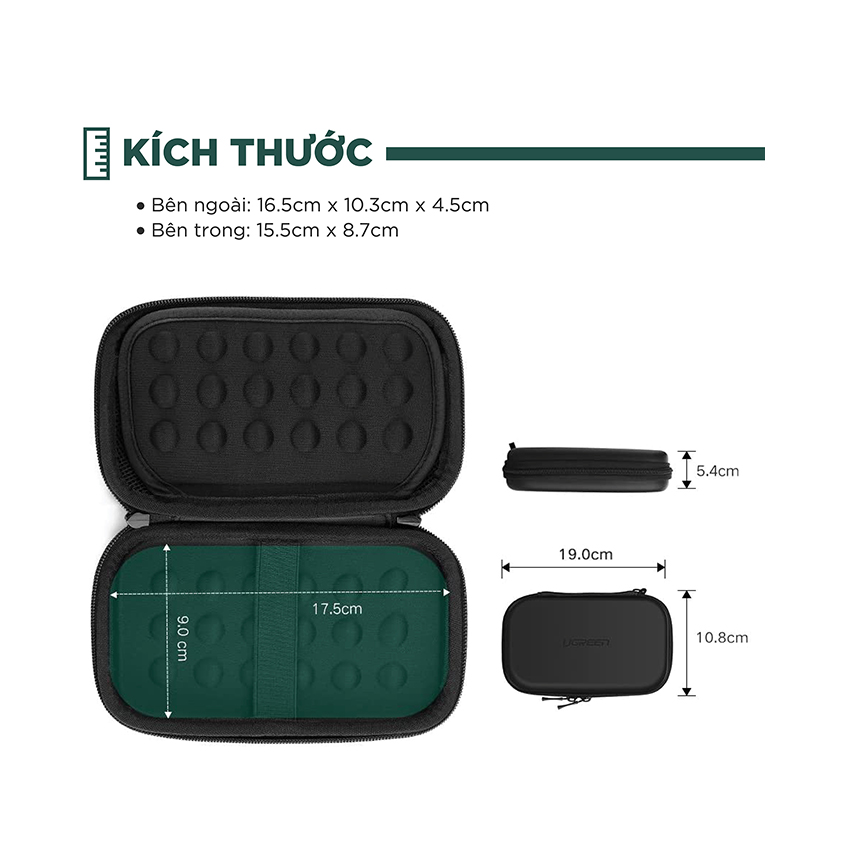 KÍCH THƯỚC
• Bên ngoài: 16.5cm x 10.3cm x 4.5cm
• Bên trong: 15.5cm x 8.7cm
5.4cm
19.0cm
17.5cm
9.0 cm
10.8cm
UGREEN